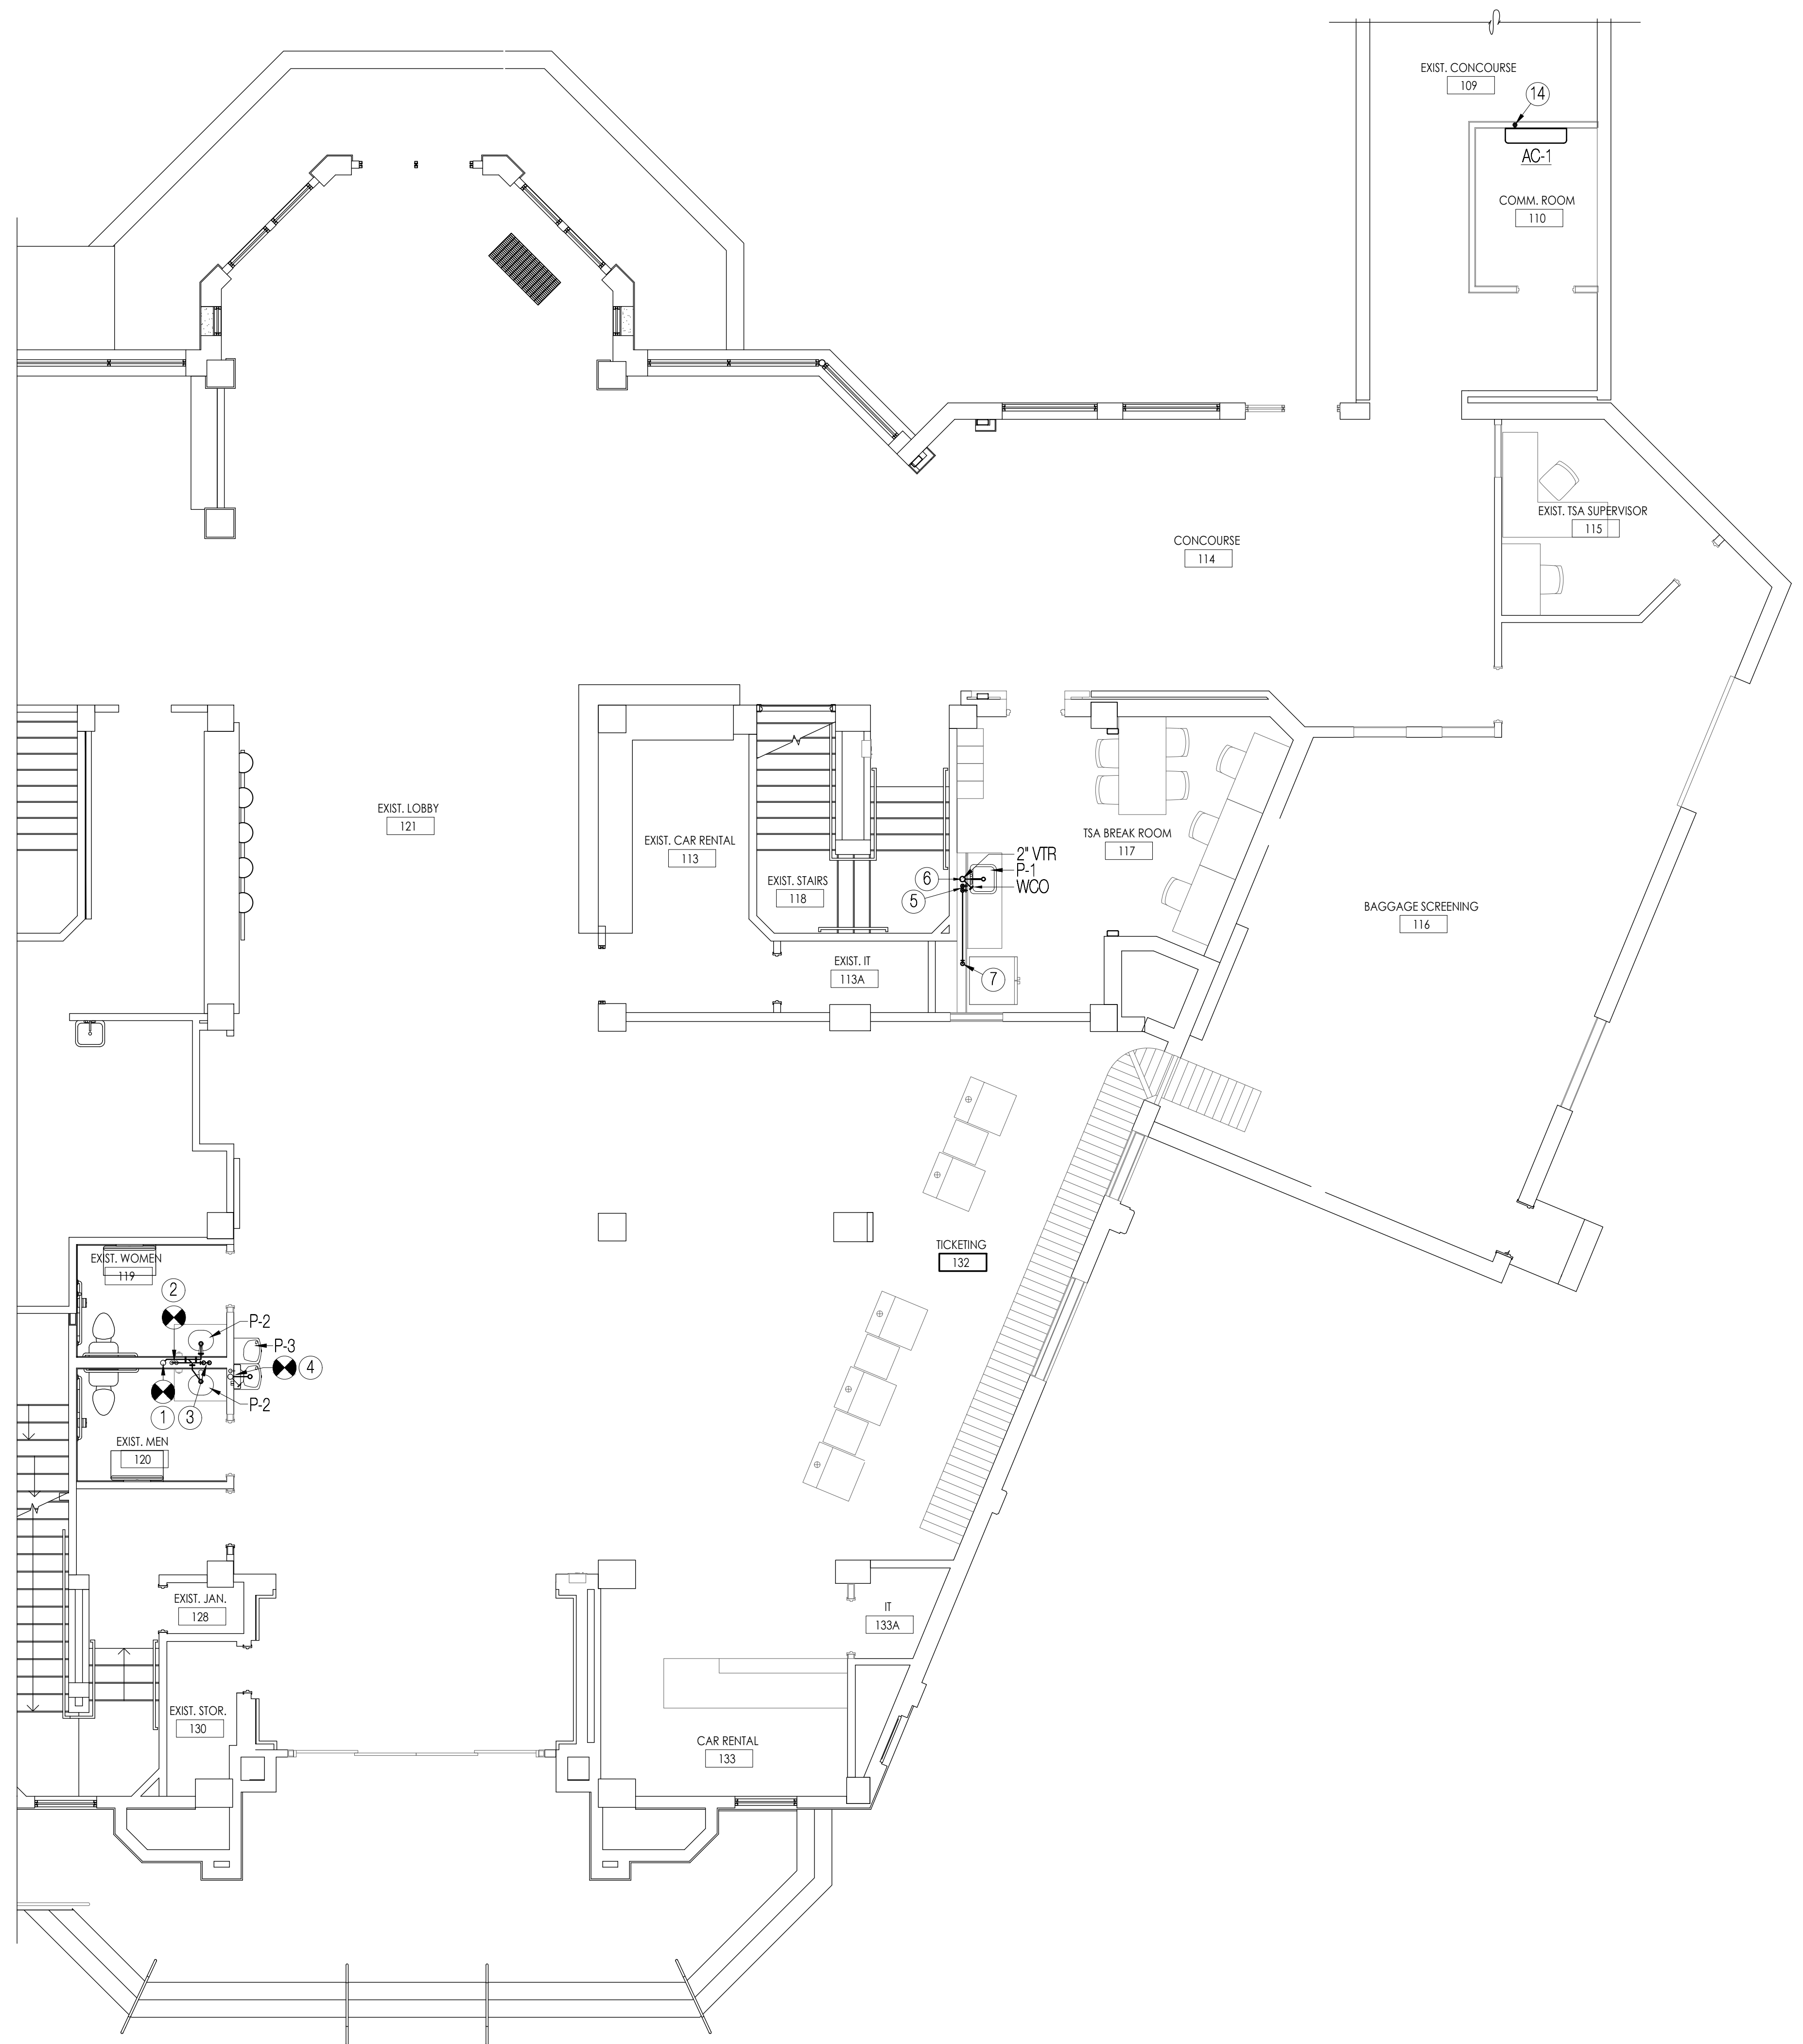 EXIST. CONCOURSE
109
14
AC-1
COMM. ROOM
110
EXIST. TSA SUPERVISOR
115
CONCOURSE
114
EXIST. LOBBY
121
EXIST. CAR RENTAL
113
EXIST. STAIRS
118
TSA BREAK ROOM
117
2" VTR
P-1
WCO
6
5
7
BAGGAGE SCREENING
116
EXIST. IT
113A
TICKETING
132
EXIST. WOMEN
119
2
P-2
P-3
4
1
3
P-2
EXIST. MEN
120
EXIST. JAN.
128
IT
133A
EXIST. STOR.
130
CAR RENTAL
133